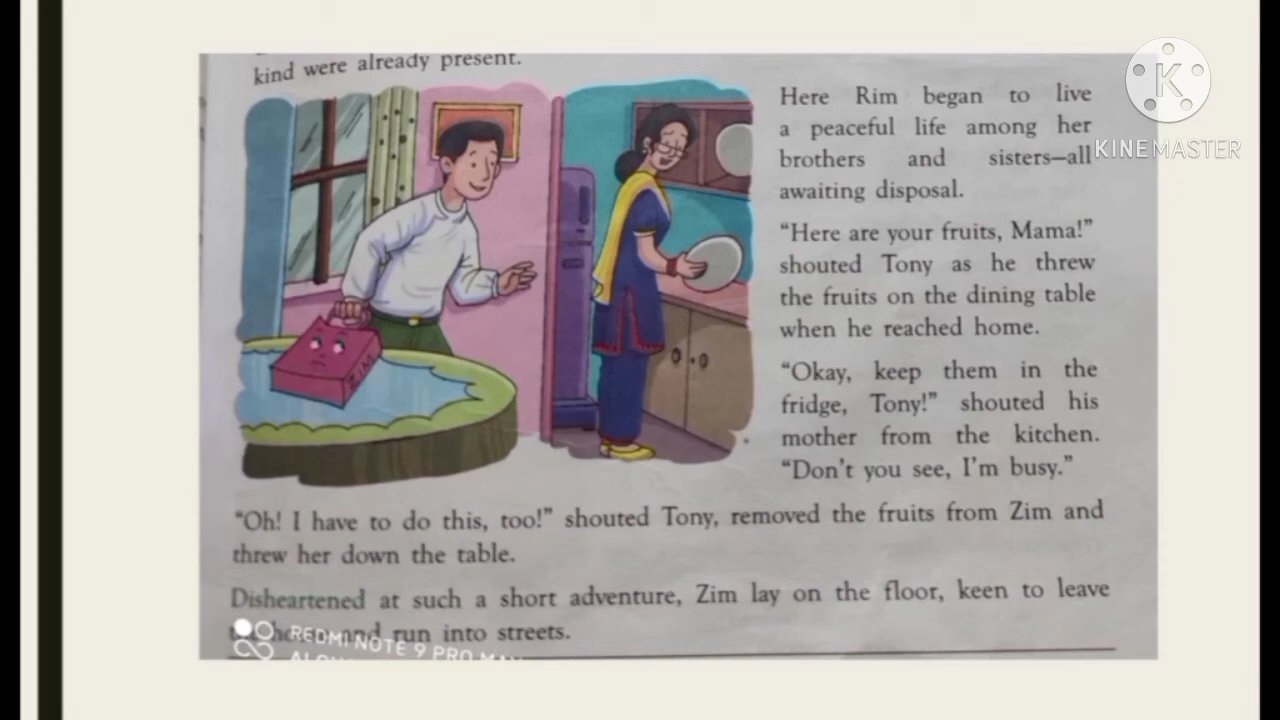 kind were already present.
Here Rim began to live
a peaceful life among her
brothers and sisters—all
awaiting disposal.
“Here are your fruits, Mama!”
shouted Tony as he threw
the fruits on the dining table
when he reached home.
“Okay, keep them in the
fridge, Tony!” shouted his
mother from the kitchen.
“Don’t you see, I’m busy.”
“Oh! I have to do this, too!” shouted Tony, removed the fruits from Zim and
threw her down the table.
Disheartened at such a short adventure, Zim lay on the floor, keen to leave
and run into streets.
ZIM
REDMI NOTE 9 PRO MAX
K
KINEMASTER